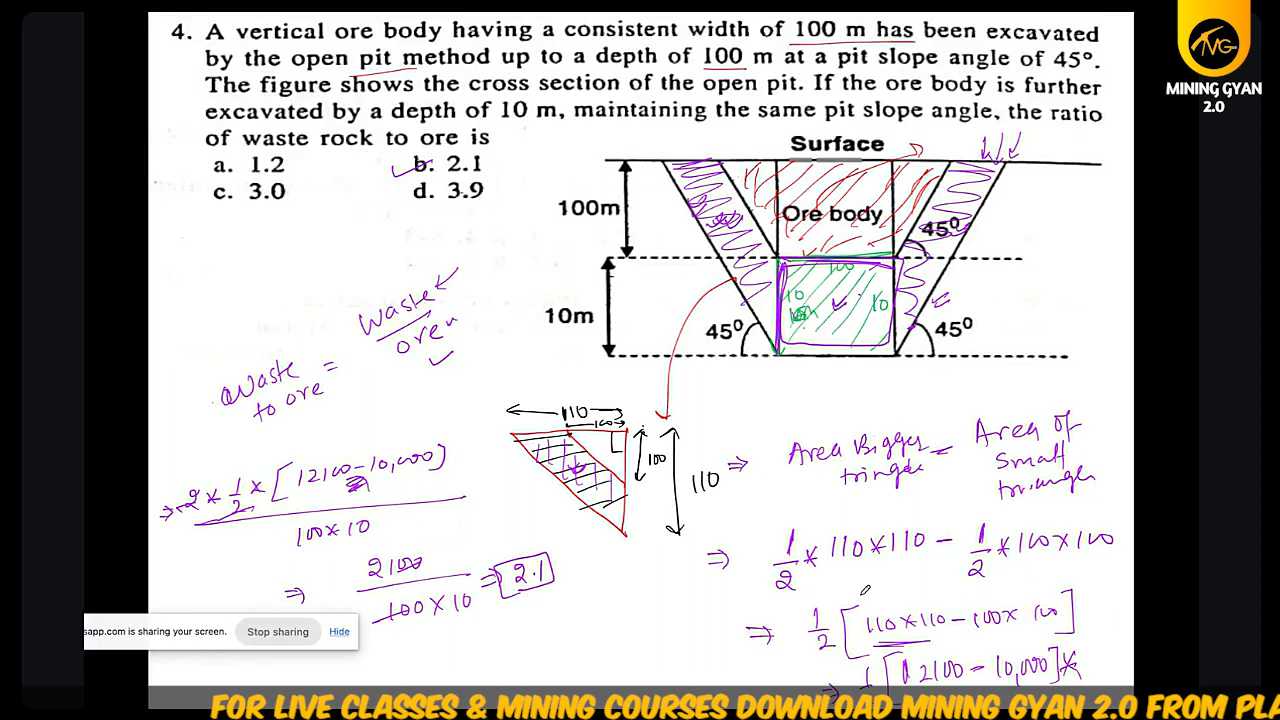 4. A vertical ore body having a consistent width of 100 m has been excavated
by the open pit method up to a depth of 100 m at a pit slope angle of 45°.
The figure shows the cross section of the open pit. If the ore body is further
excavated by a depth of 10 m, maintaining the same pit slope angle, the ratio
of waste rock to ore is
a. 1.2 b. 2.1
c. 3.0 d. 3.9
TVG
MINING GYAN
2.0
Surface
100m
Ore body
45°
100
10 10
10m
45° 45°
Waste
ore
Waste
to ore =
110
100
100
110
⇒ Area Bigger = Area of
small
triangle
⇒ 1/2 * 110*110 - 1/2 * 100*100
⇒ 1/2 [110*110 - 100*100]
⇒ [12100 - 10,000]*
⇒ 2 * 1/2 * [12100-10,000]
100*10
⇒ 2100
100 × 10
⇒ 2.1
sapp.com is sharing your screen. Stop sharing Hide
FOR LIVE CLASSES & MINING COURSES DOWNLOAD MINING GYAN 2.0 FROM PLA